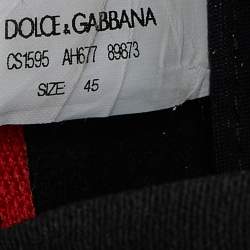 DOLCE & GABBANA
CS1595 AH677 89873
SIZE: 45